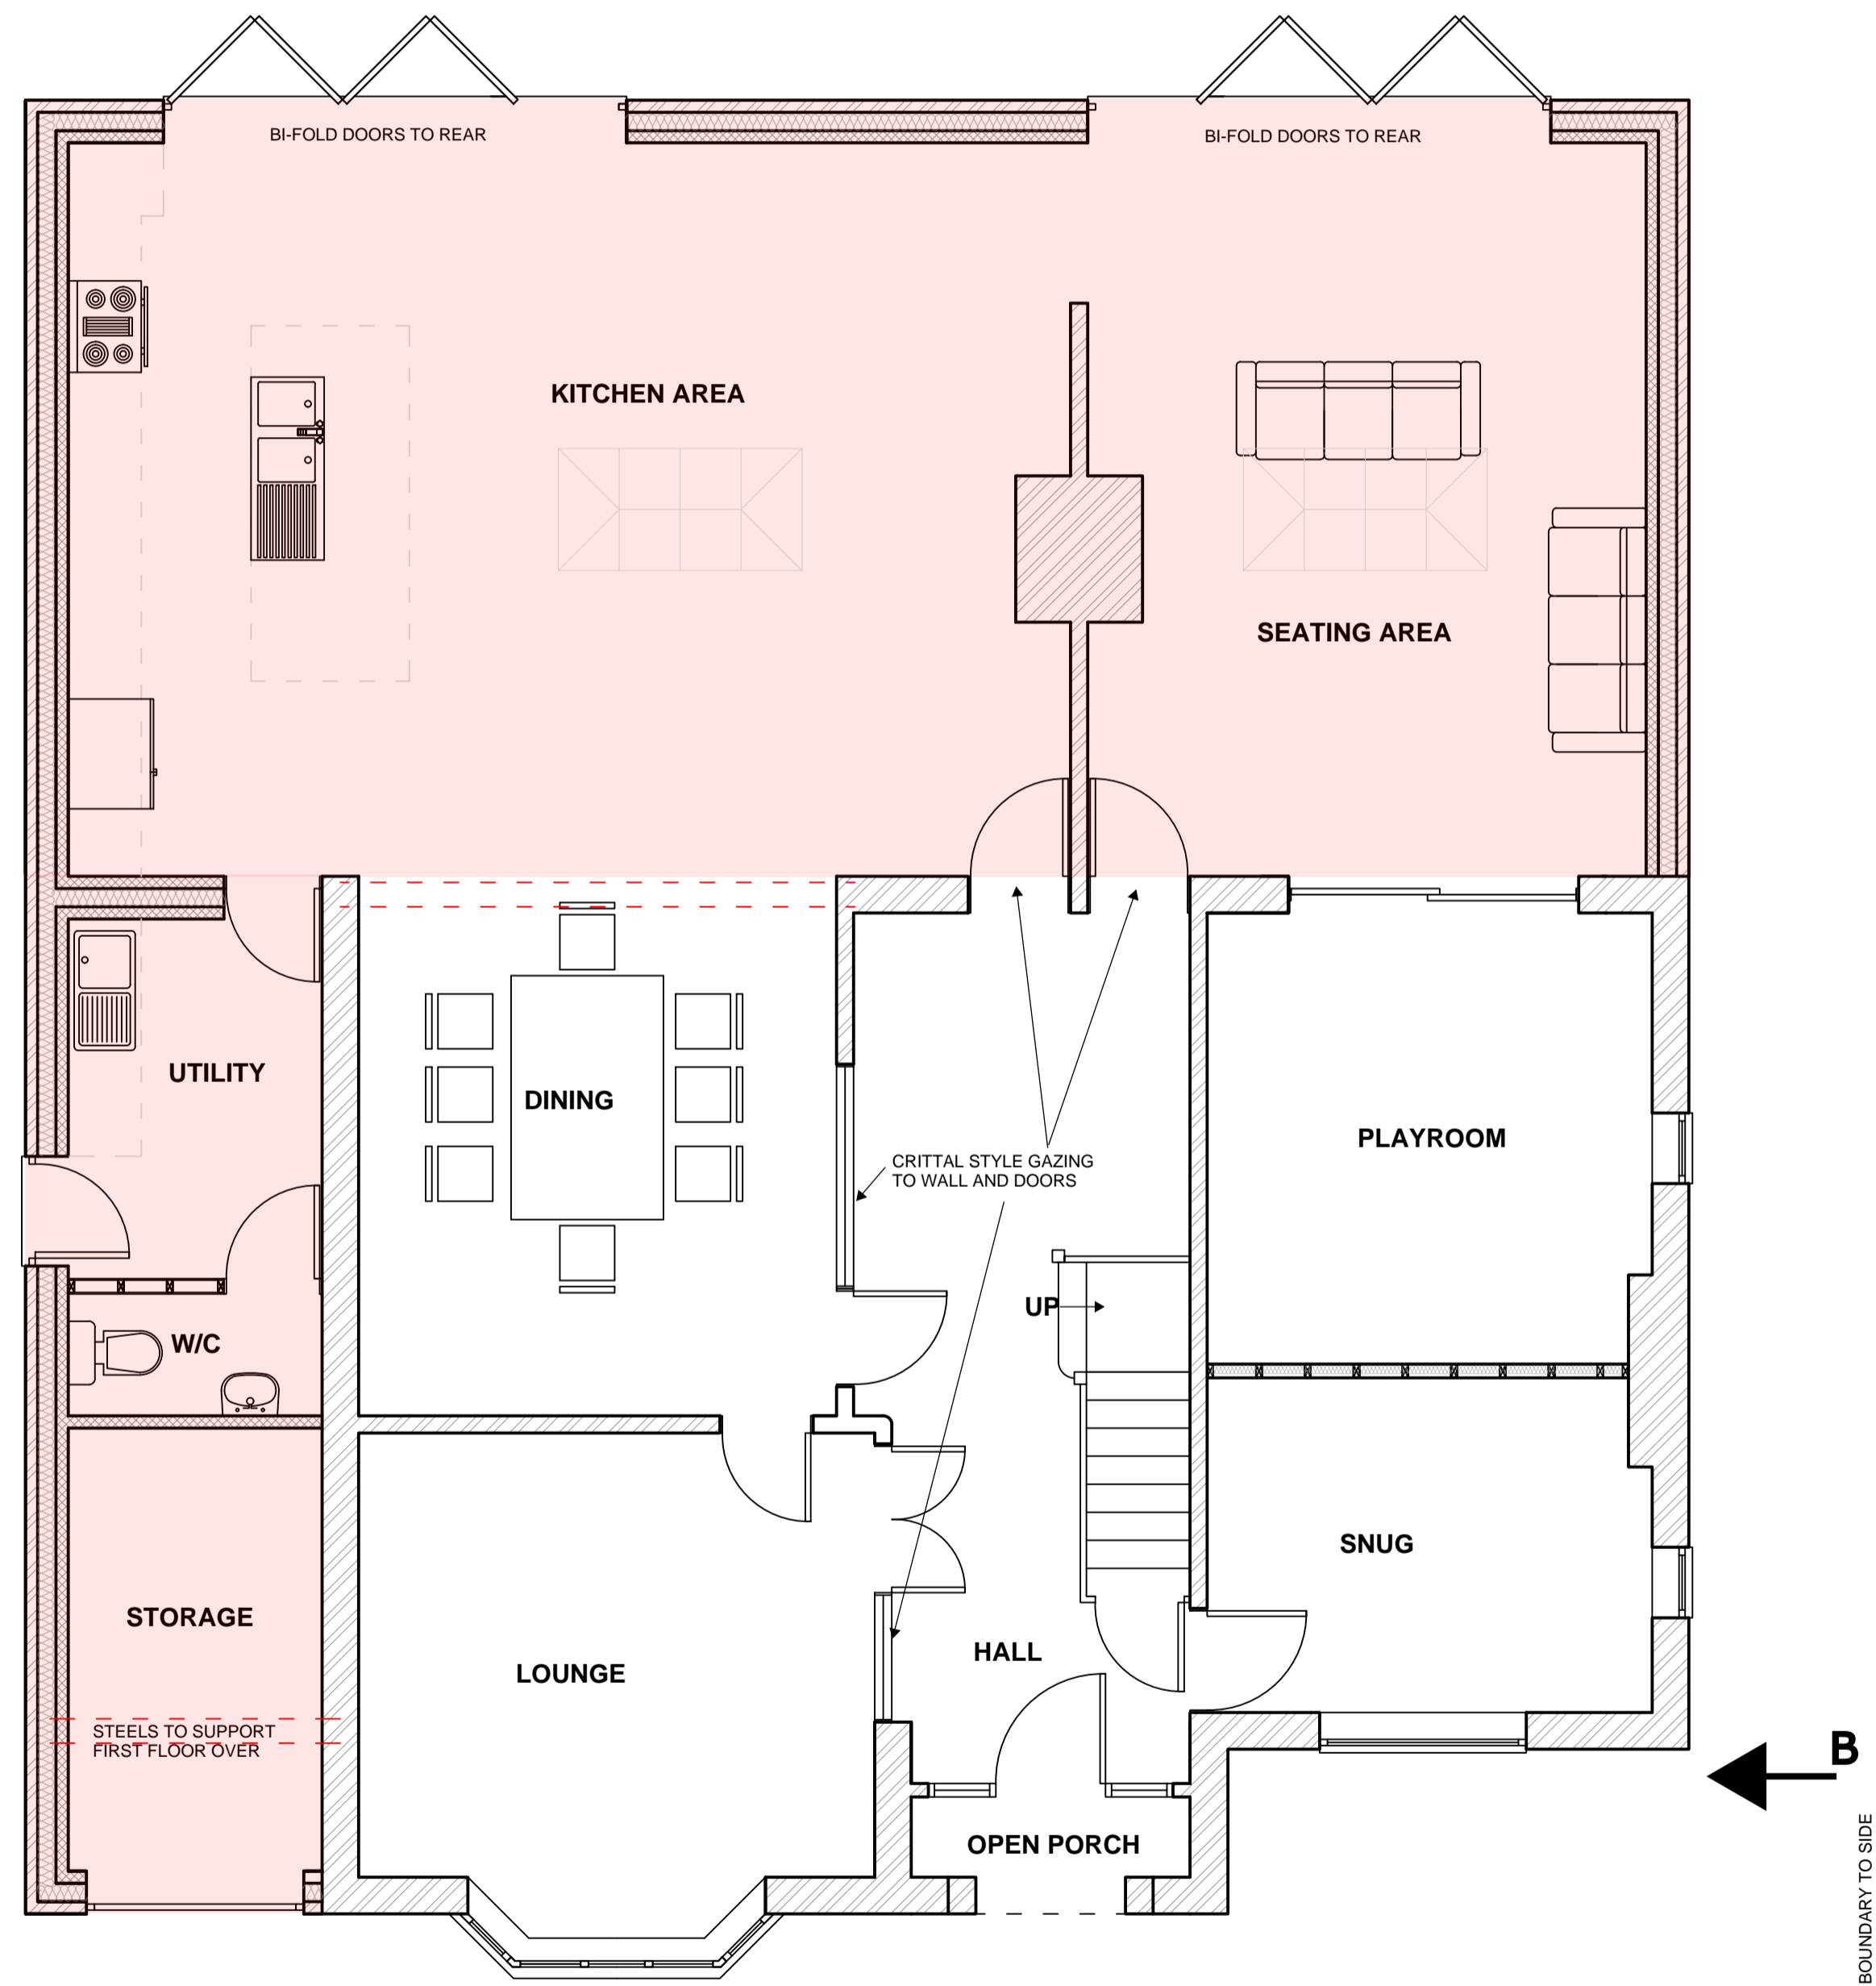 BI-FOLD DOORS TO REAR
BI-FOLD DOORS TO REAR
KITCHEN AREA
SEATING AREA
UTILITY
DINING
PLAYROOM
CRITTAL STYLE GAZING
TO WALL AND DOORS
UP
W/C
SNUG
STORAGE
HALL
LOUNGE
STEELS TO SUPPORT
FIRST FLOOR OVER
B
OPEN PORCH
BOUNDARY TO SIDE